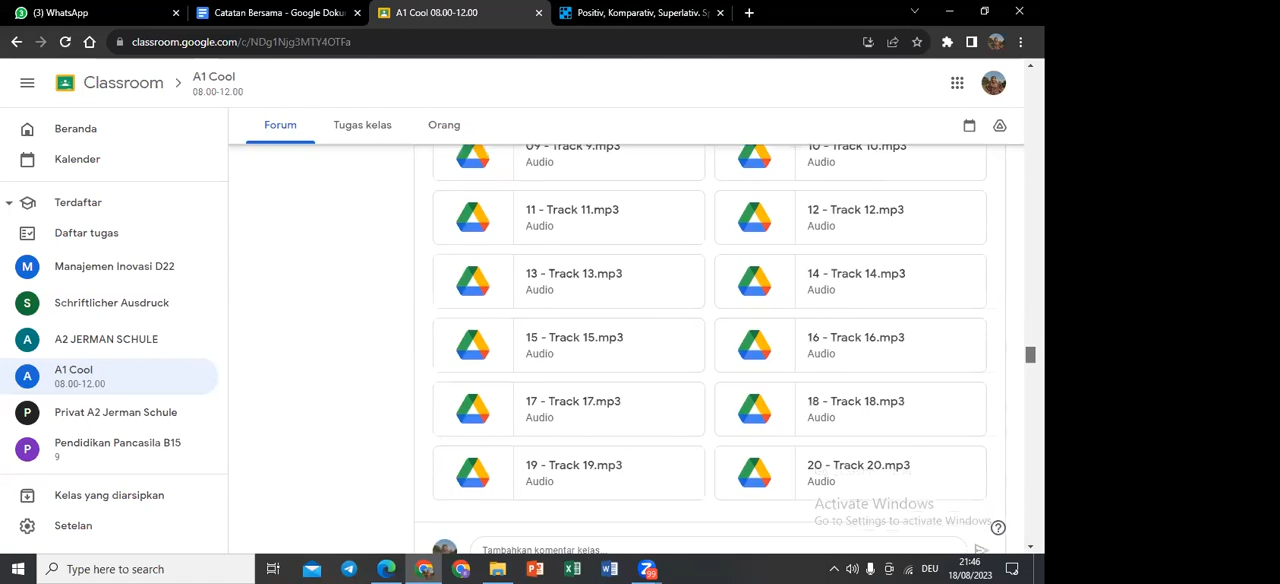 (3) WhatsApp
Catatan Bersama - Google Doku
A1 Cool 08.00-12.00
Positiv, Komparativ, Superlativ. Sp
classroom.google.com/c/NDg1Njg3MTY4OTFa
Classroom
A1 Cool
08.00-12.00
Forum
Tugas kelas
Orang
Beranda
Kalender
Terdaftar
Daftar tugas
M
Manajemen Inovasi D22
S
Schriftlicher Ausdruck
A
A2 JERMAN SCHULE
A
A1 Cool
08.00-12.00
P
Privat A2 Jerman Schule
P
Pendidikan Pancasila B15
9
Kelas yang diarsipkan
Setelan
09 - Track 9.mp3
Audio
10 - Track 10.mp3
Audio
11 - Track 11.mp3
Audio
12 - Track 12.mp3
Audio
13 - Track 13.mp3
Audio
14 - Track 14.mp3
Audio
15 - Track 15.mp3
Audio
16 - Track 16.mp3
Audio
17 - Track 17.mp3
Audio
18 - Track 18.mp3
Audio
19 - Track 19.mp3
Audio
20 - Track 20.mp3
Audio
Activate Windows
Go to Settings to activate Windows.
Tambahkan komentar kelas...
Type here to search
99
DEU
21:46
18/08/2023